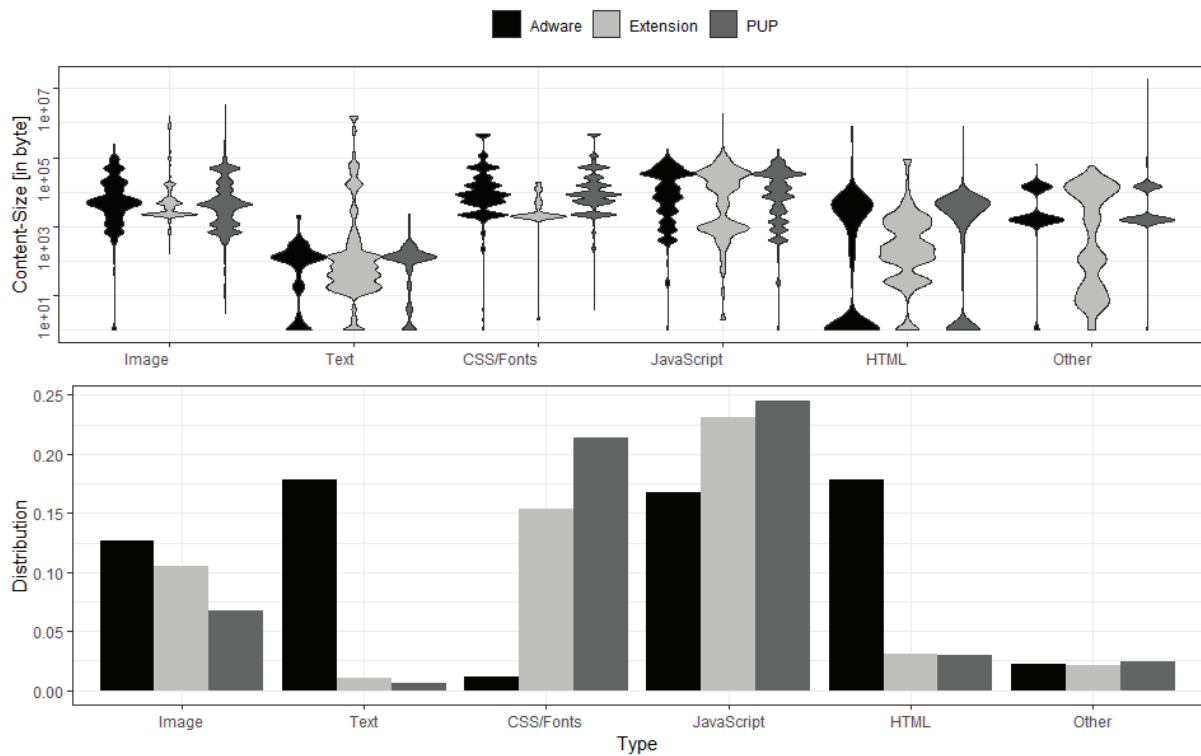 Adware Extension PUP
Content-Size [in byte]
1e+07
1e+05
1e+03
1e+01
Image Text CSS/Fonts JavaScript HTML Other
Distribution
0.25
0.20
0.15
0.10
0.05
0.00
Image Text CSS/Fonts JavaScript HTML Other
Type